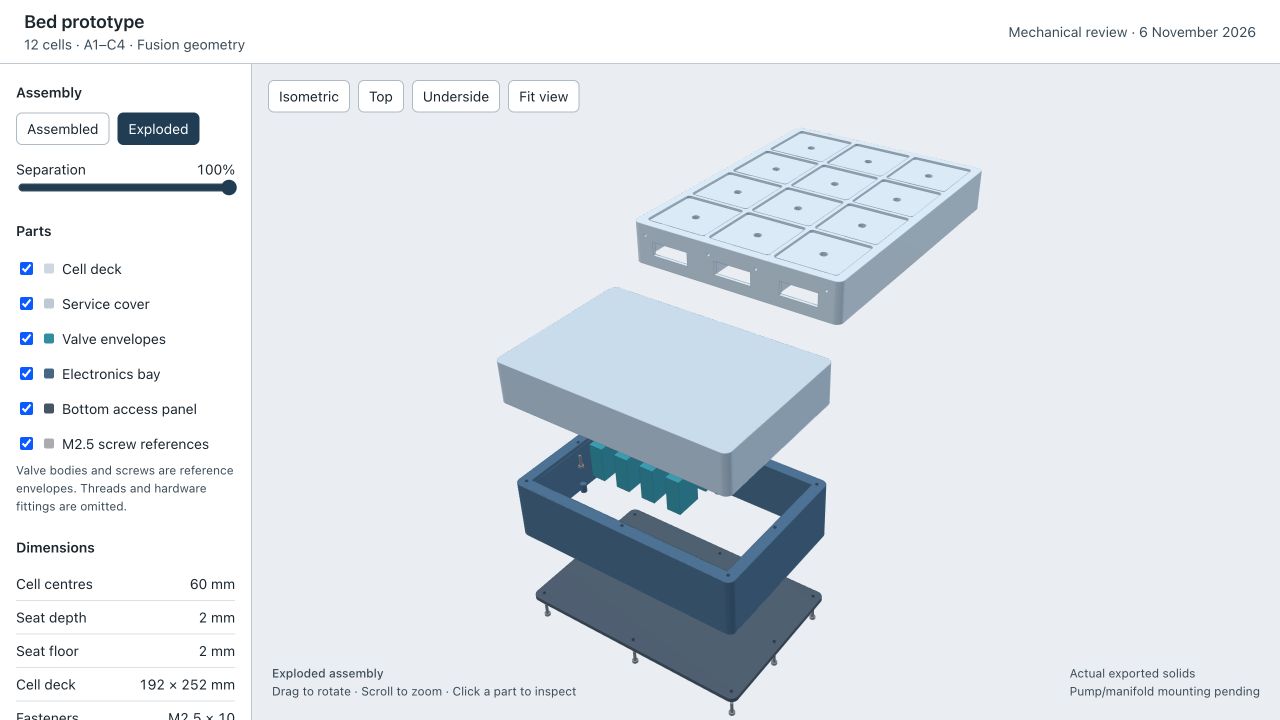 Bed prototype
12 cells · A1–C4 · Fusion geometry
Mechanical review · 6 November 2026
Assembly
Assembled
Exploded
Separation 100%
Parts
Cell deck
Service cover
Valve envelopes
Electronics bay
Bottom access panel
M2.5 screw references
Valve bodies and screws are reference
envelopes. Threads and hardware
fittings are omitted.
Dimensions
Cell centres 60 mm
Seat depth 2 mm
Seat floor 2 mm
Cell deck 192 × 252 mm
Fasteners M2.5 × 10
Isometric
Top
Underside
Fit view
Exploded assembly
Drag to rotate · Scroll to zoom · Click a part to inspect
Actual exported solids
Pump/manifold mounting pending